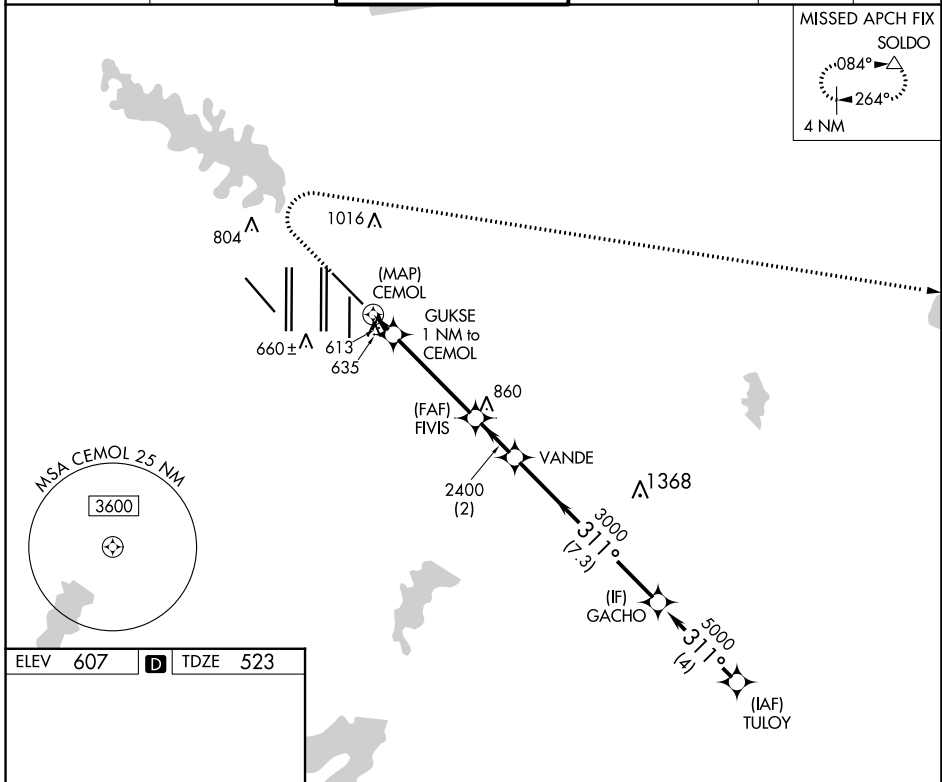 MISSED APCH FIX
SOLDO
084°
264°
4 NM
1016
804
(MAP)
CEMOL
GUKSE
1 NM to
CEMOL
660 ±
613
635
860
(FAF)
FIVIS
VANDE
2400
(2)
1368
MSA CEMOL 25 NM
3600
3000
311°
(7.3)
(IF)
GACHO
5000
311°
(4)
(IAF)
TULOY
ELEV 607 D TDZE 523